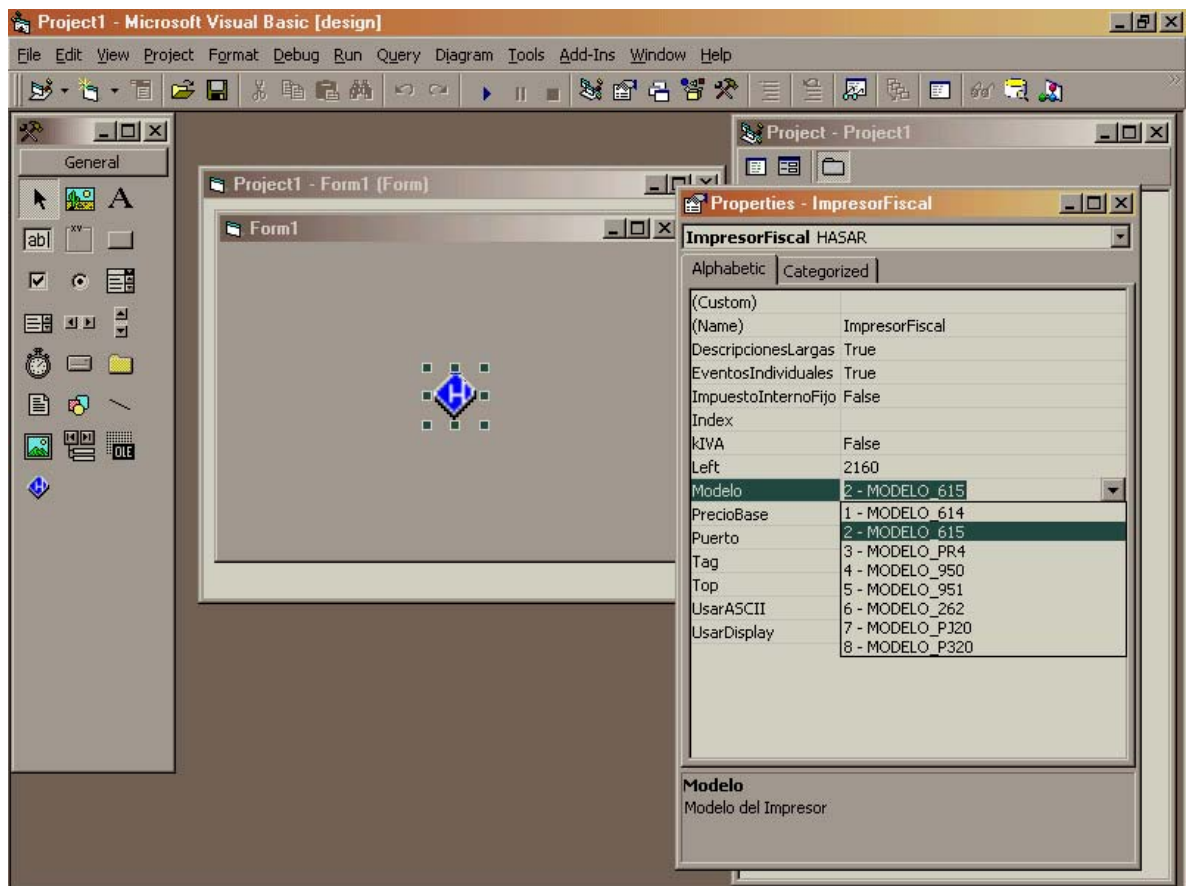 Project1 - Microsoft Visual Basic [design]
File Edit View Project Format Debug Run Query Diagram Tools Add-Ins Window Help
General
A
abl
xv
OLE
Project1 - Form1 (Form)
Form1
H
Project - Project1
Properties - ImpresorFiscal
ImpresorFiscal HASAR
Alphabetic Categorized
(Custom)
(Name) ImpresorFiscal
DescripcionesLargas True
EventosIndividuales True
ImpuestoInternoFijo False
Index
kIVA False
Left 2160
Modelo 2 - MODELO_615
PrecioBase 1 - MODELO_614
Puerto 2 - MODELO_615
3 - MODELO_PR4
Tag 4 - MODELO_950
Top 5 - MODELO_951
UsarASCII 6 - MODELO_262
UsarDisplay 7 - MODELO_PJ20
8 - MODELO_P320
Modelo
Modelo del Impresor